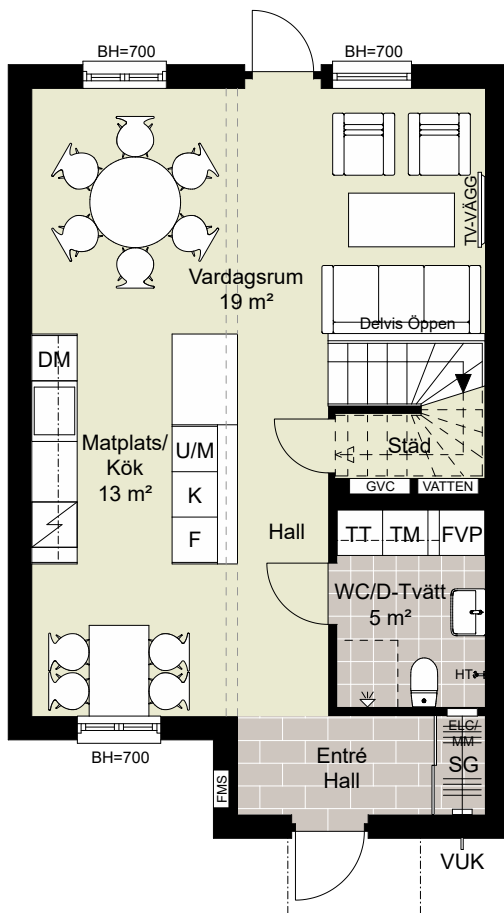 BH=700
BH=700
TV-VÄGG
Vardagsrum
19 m²
Delvis Öppen
DM
Matplats/
Kök
13 m²
U/M
K
F
Städ
GVC
VATTEN
Hall
TT
TM
FVP
WC/D-Tvätt
5 m²
HT
ELC/
MM
SG
Entré
Hall
BH=700
FMS
VUK